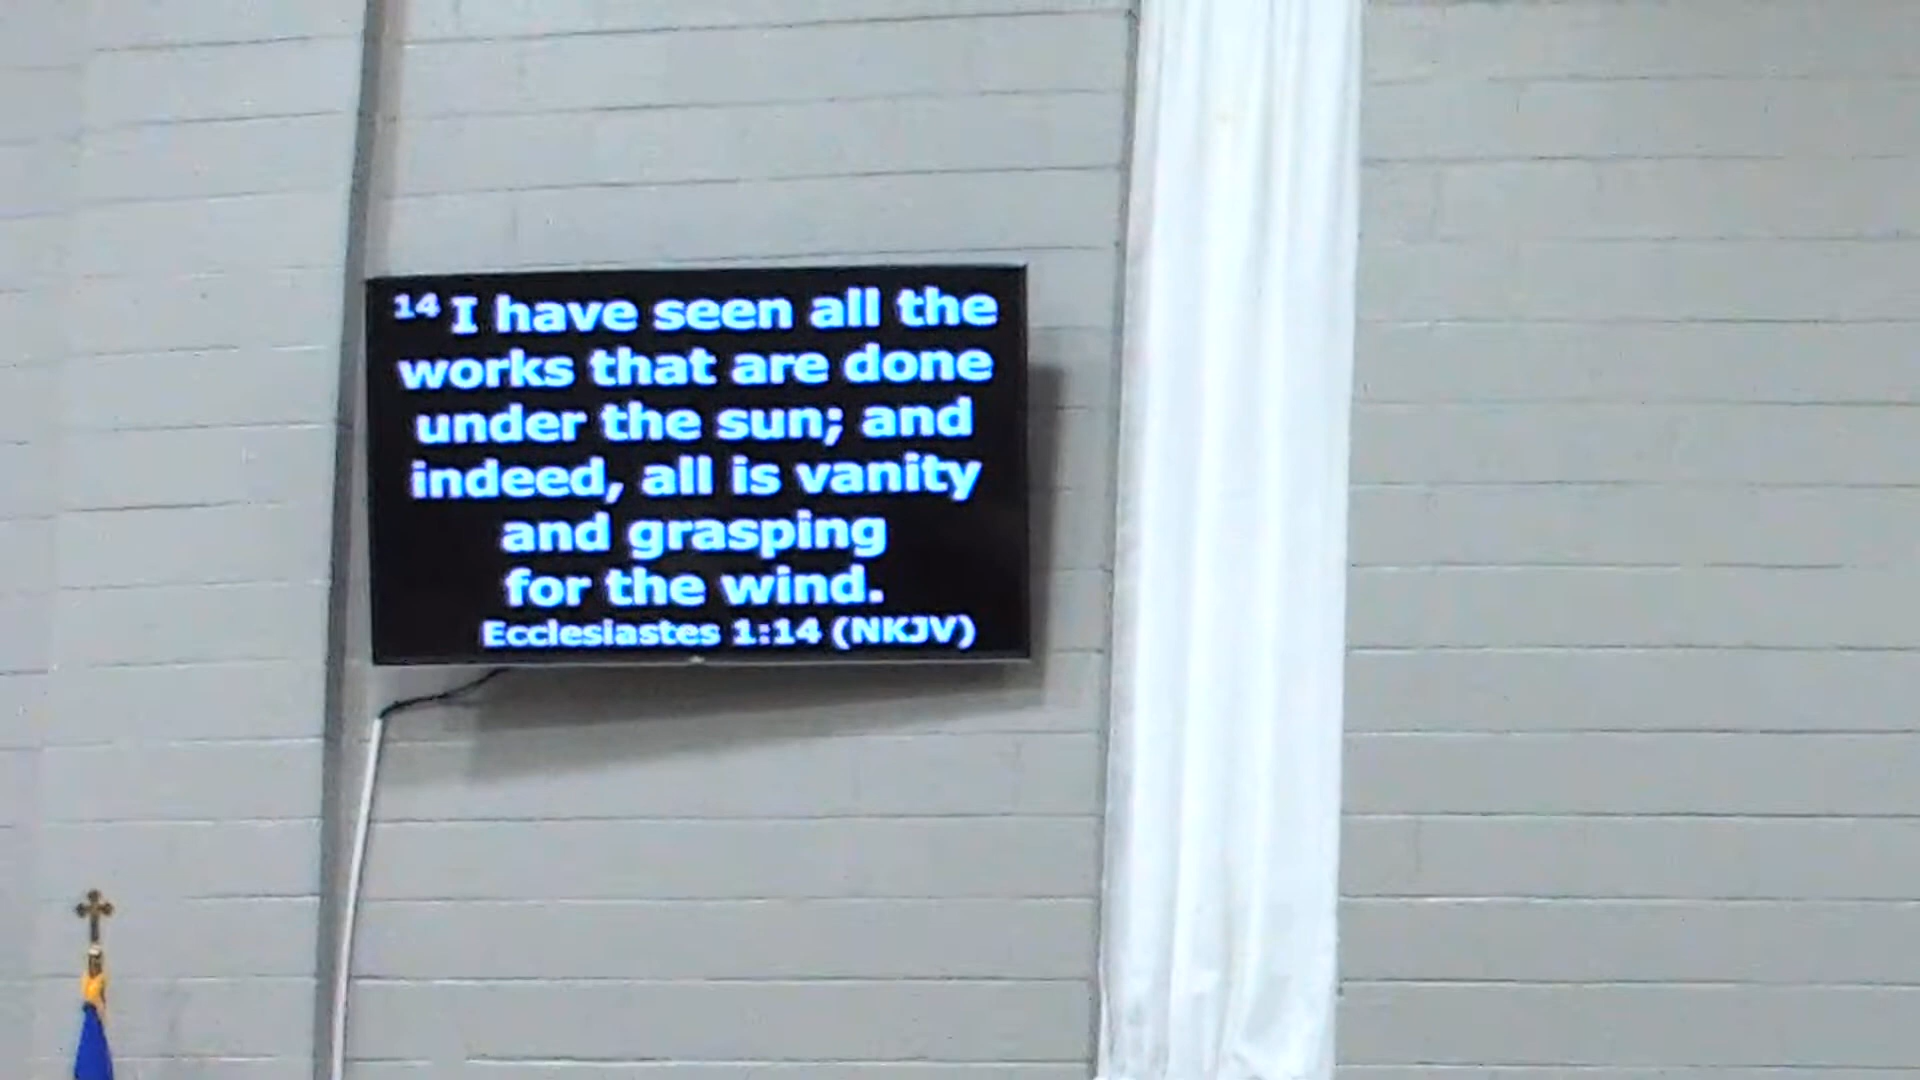 14 I have seen all the
works that are done
under the sun; and
indeed, all is vanity
and grasping
for the wind.
Ecclesiastes 1:14 (NKJV)